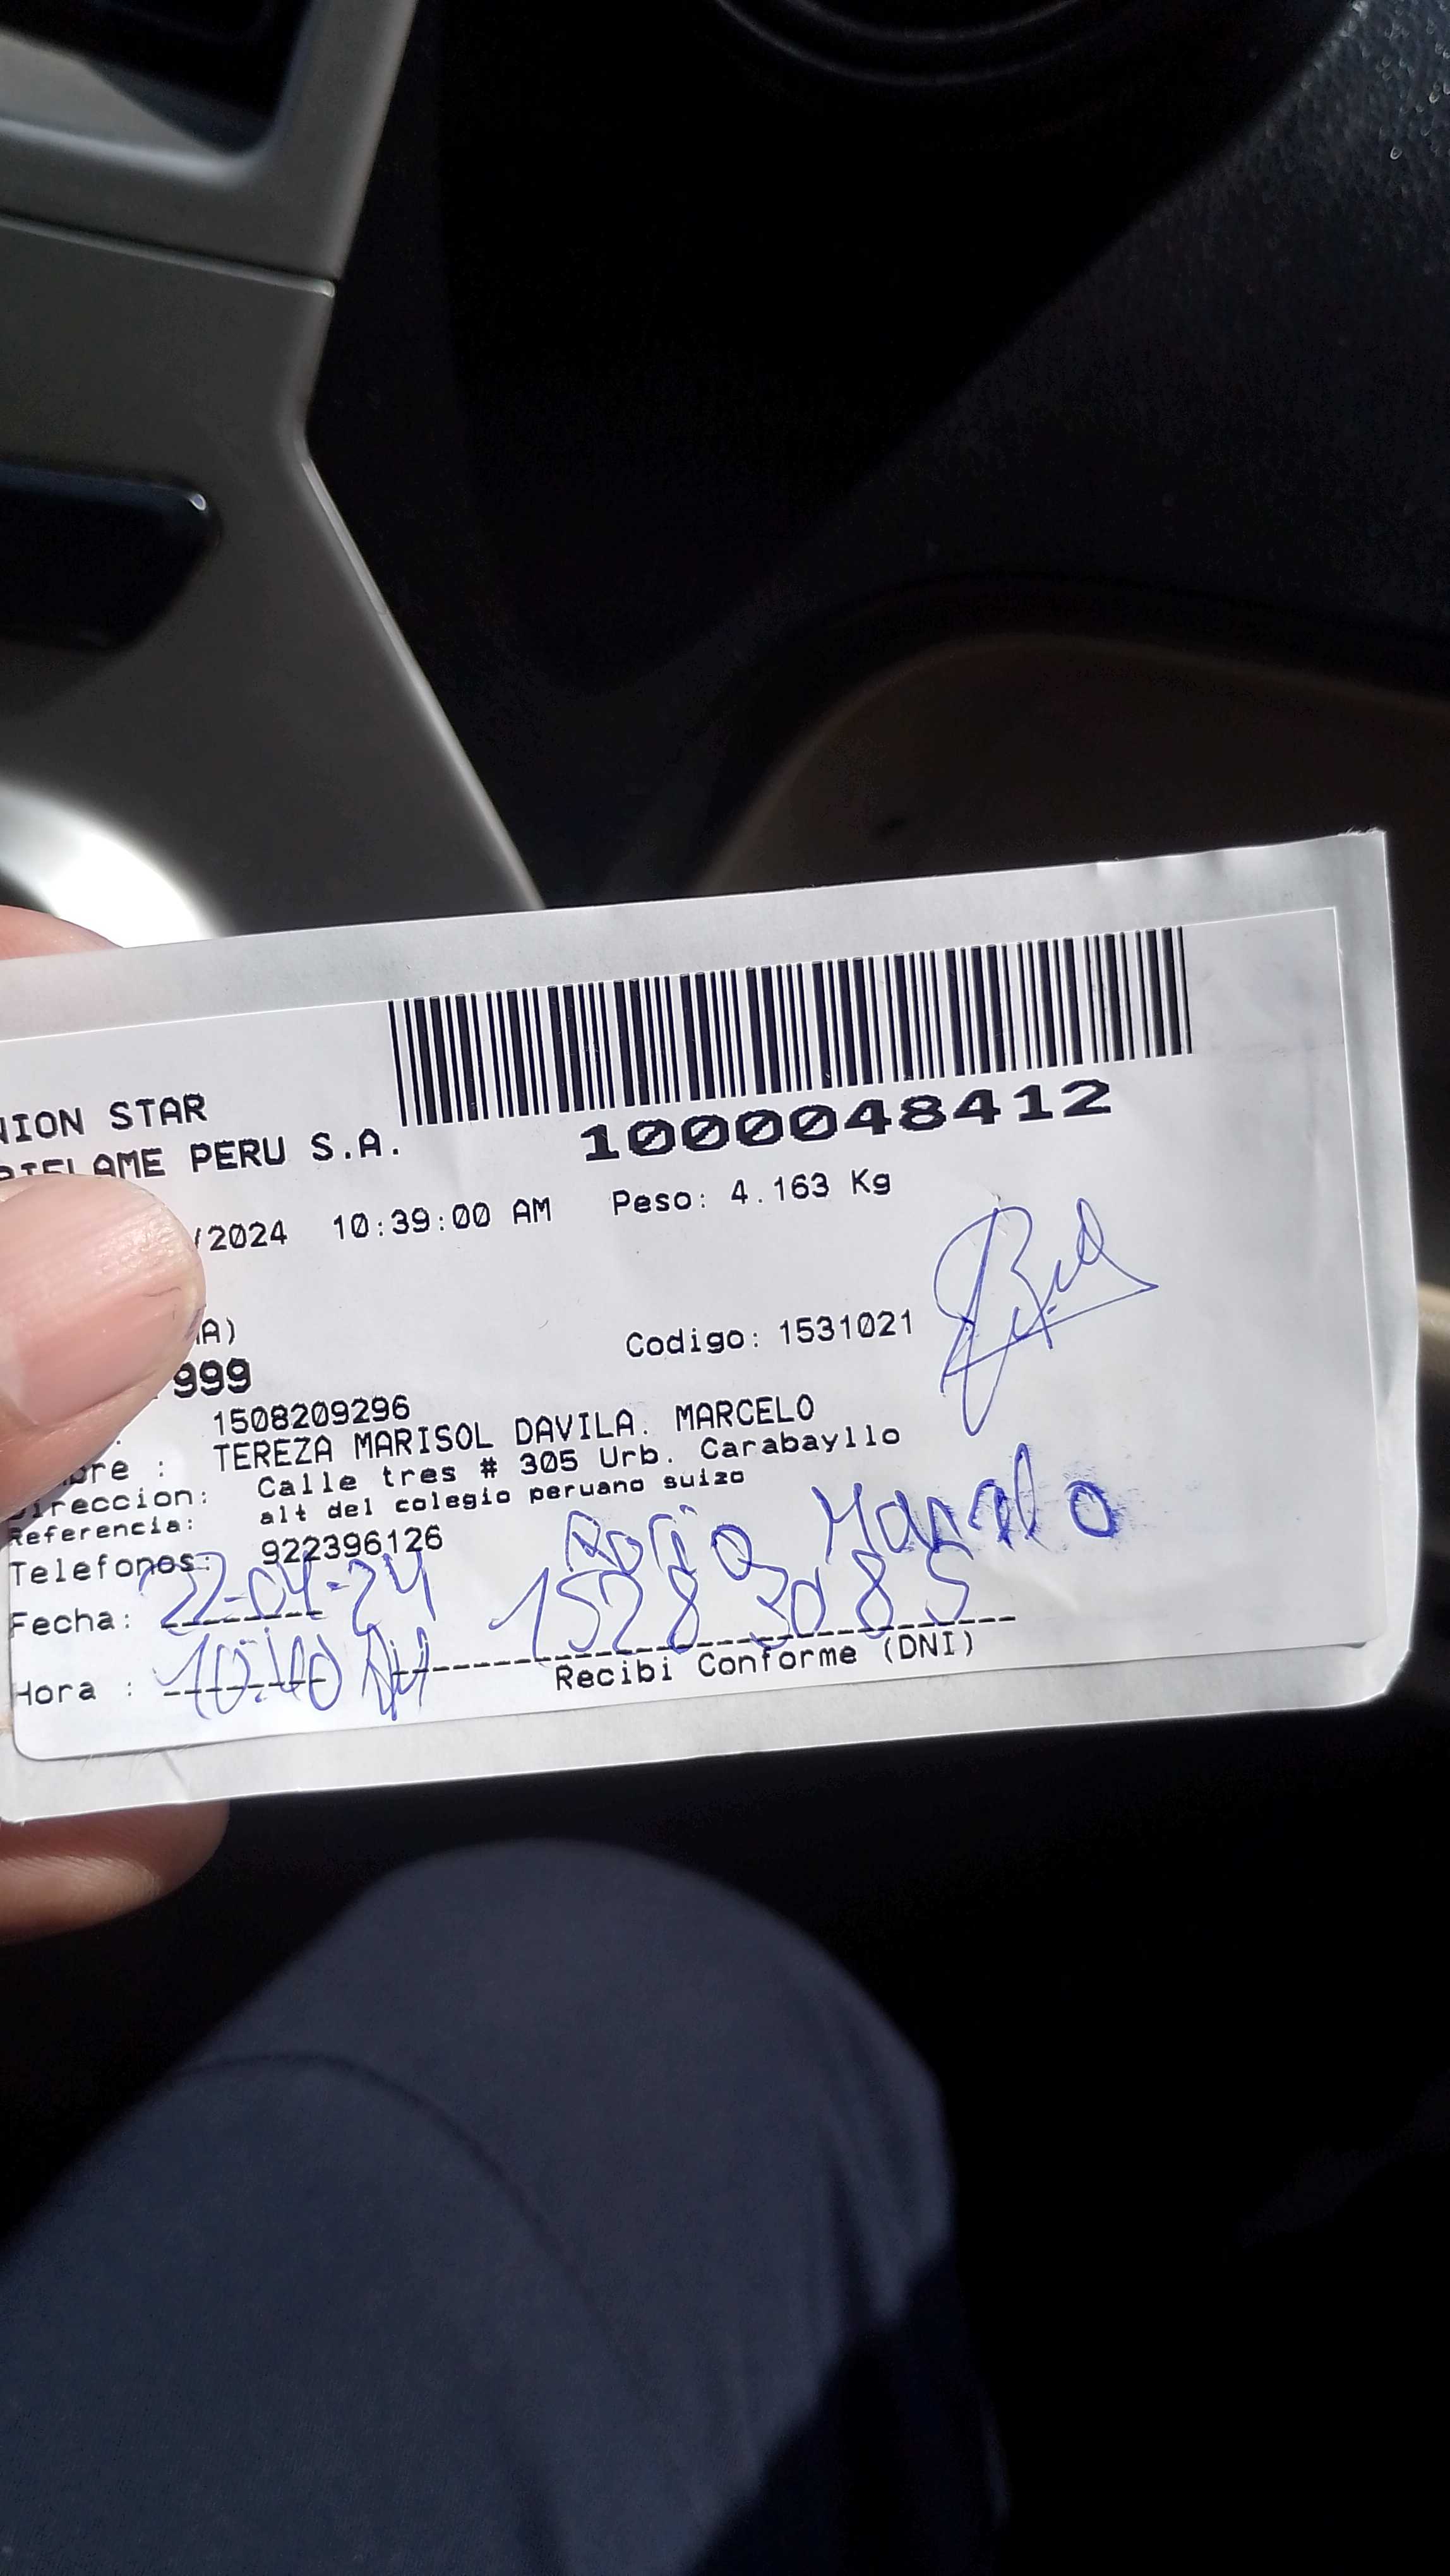 NION STAR
RIFLAME PERU S.A.
1000048412
/2024 10:39:00 AM Peso: 4.163 Kg
A)
Codigo: 1531021
999
1508209296
bre : TEREZA MARISOL DAVILA. MARCELO
Direccion: Calle tres # 305 Urb. Carabayllo
Referencia: alt del colegio peruano suizo
Telefonos: 922396126
Marcelo
Fecha: 22-04-24
Hora : 10:40 AM
Recibi Conforme (DNI)